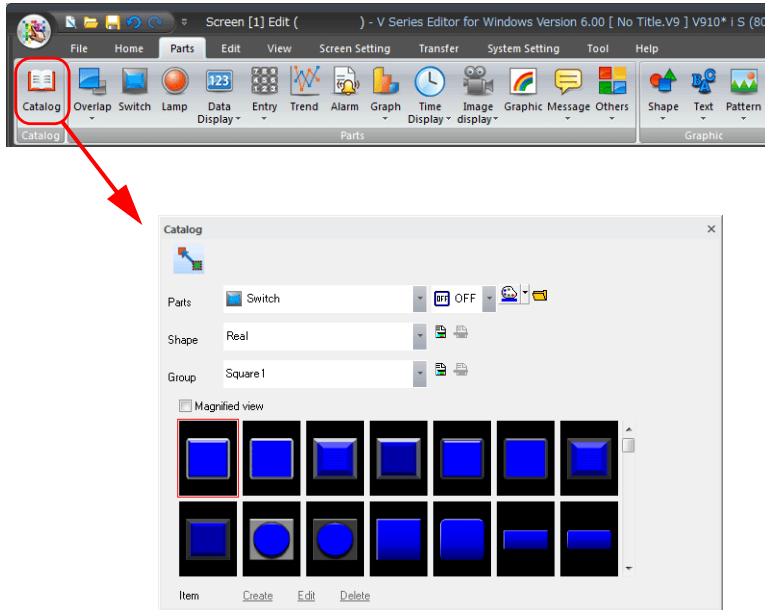 Screen [1] Edit ( ) - V Series Editor for Windows Version 6.00 [ No Title.V9 ] V910* i S (80
File Home Parts Edit View Screen Setting Transfer System Setting Tool Help
Catalog Overlap Switch Lamp Data Display Entry Trend Alarm Graph Time Display Image display Graphic Message Others Shape Text Pattern
Catalog Parts Graphic
Catalog
Parts Switch OFF OFF
Shape Real
Group Square1
Magnified view
Item Create Edit Delete